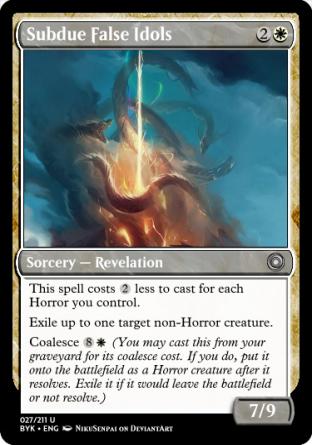 Subdue False Idols 2
Sorcery — Revelation
This spell costs 2 less to cast for each
Horror you control.
Exile up to one target non-Horror creature.
Coalesce 8 (You may cast this from your
graveyard for its coalesce cost. If you do, put it
onto the battlefield as a Horror creature after it
resolves. Exile it if it would leave the battlefield
or not resolve.)
7/9
027/211 U
BYK • ENG NikuSenpai on DeviantArt